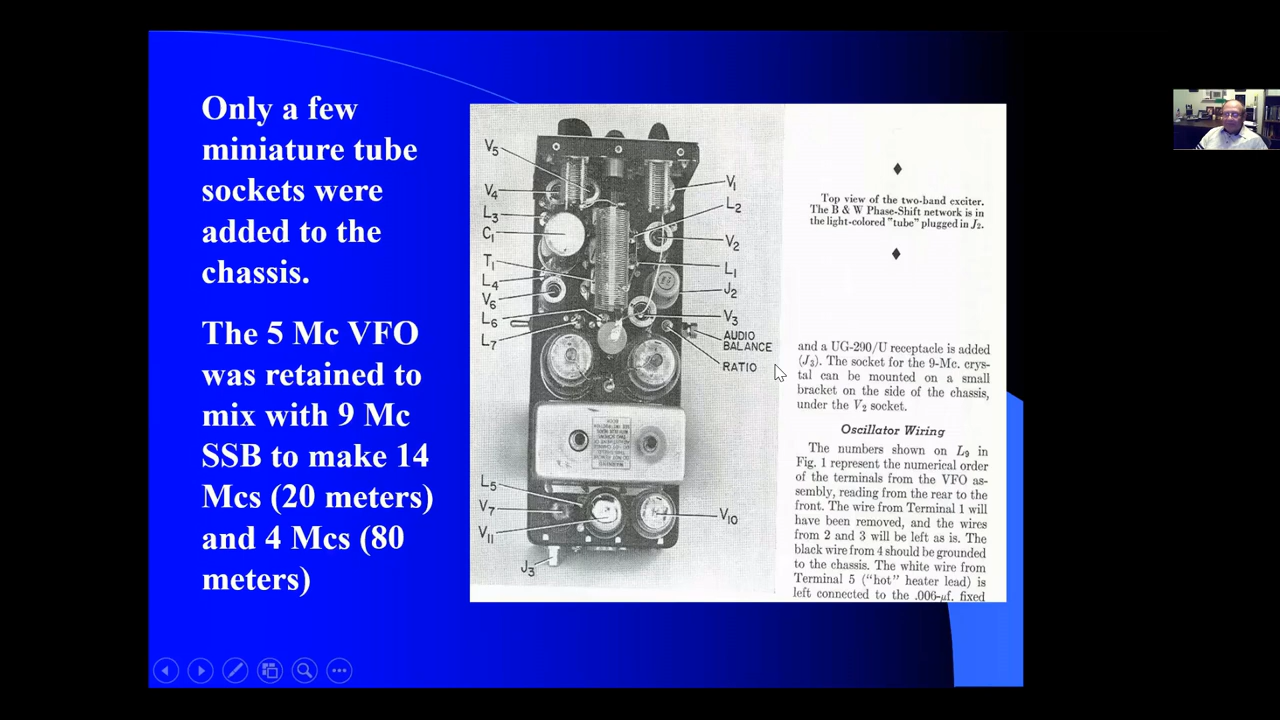 Only a few
miniature tube
sockets were
added to the
chassis.
The 5 Mc VFO
was retained to
mix with 9 Mc
SSB to make 14
Mcs (20 meters)
and 4 Mcs (80
meters)
V5
V4
L3
C1
T1
L4
V6
L6
L7
L5
V7
V11
J3
V1
L2
V2
L1
J2
V3
AUDIO
BALANCE
RATIO
V10
Top view of the two-band exciter.
The B & W Phase-Shift network is in
the light-colored "tube" plugged in J2.
and a UG-290/U receptacle is added
(J3). The socket for the 9-Mc. crys-
tal can be mounted on a small
bracket on the side of the chassis,
under the V2 socket.
Oscillator Wiring
The numbers shown on L9 in
Fig. 1 represent the numerical order
of the terminals from the VFO as-
sembly, reading from the rear to the
front. The wire from Terminal 1 will
have been removed, and the wires
from 2 and 3 will be left as is. The
black wire from 4 should be grounded
to the chassis. The white wire from
Terminal 5 ("hot" heater lead) is
left connected to the .006-μf. fixed